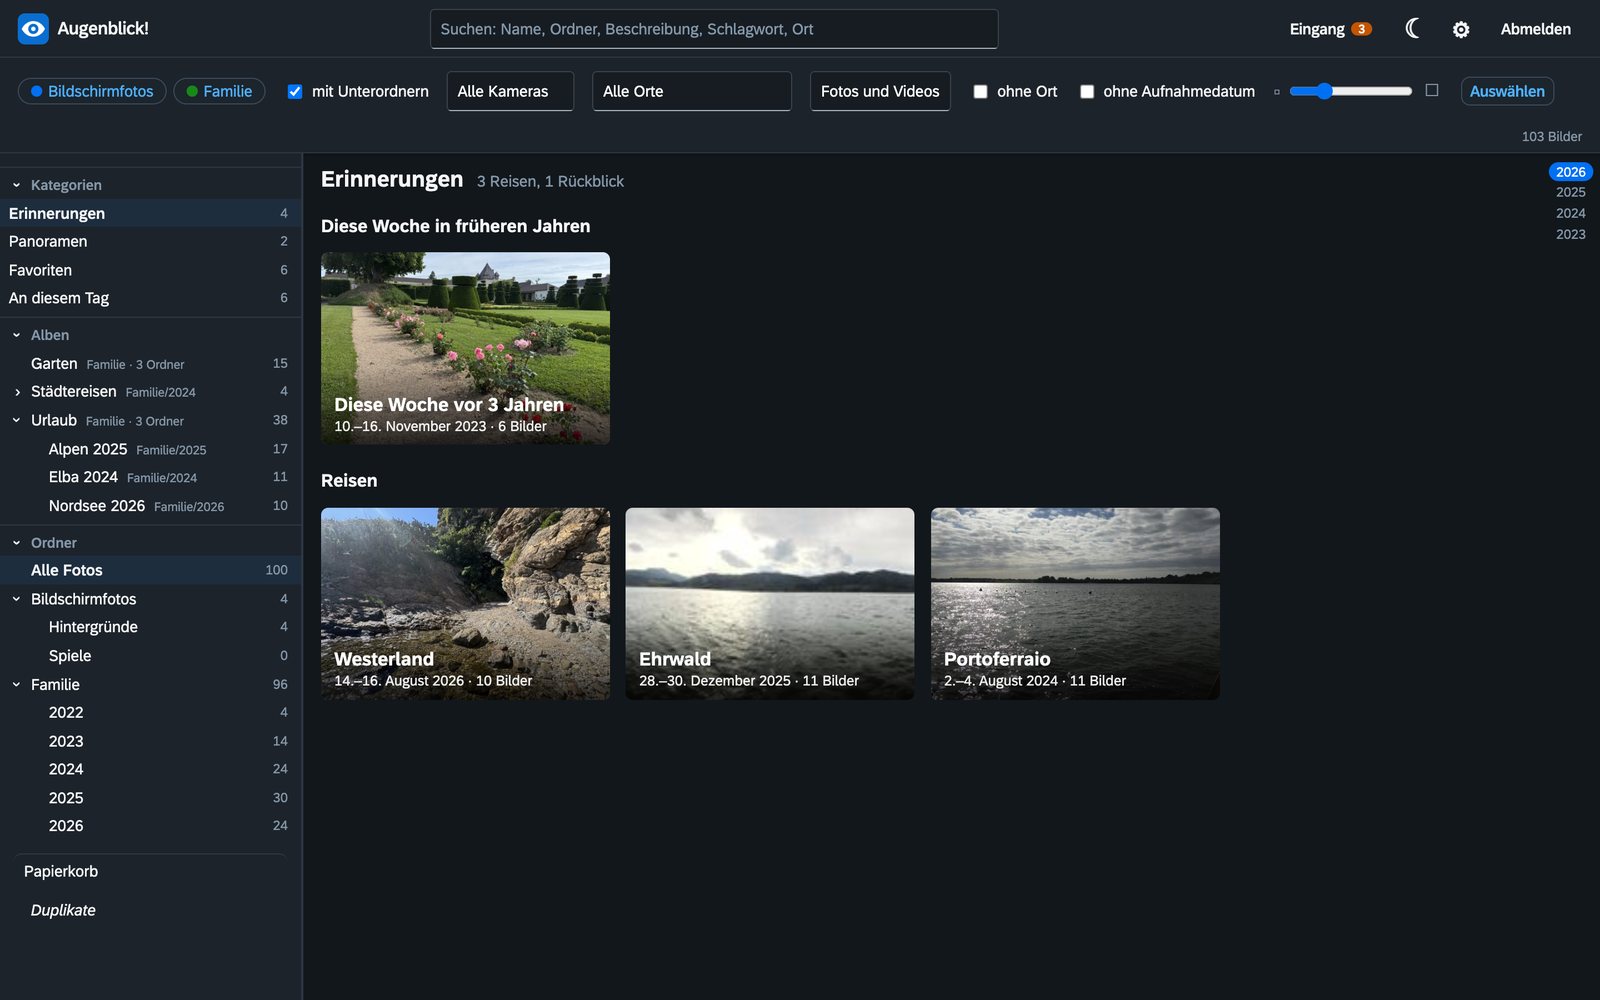 Augenblick!
Suchen: Name, Ordner, Beschreibung, Schlagwort, Ort
Eingang 3
Abmelden
Bildschirmfotos
Familie
mit Unterordnern
Alle Kameras
Alle Orte
Fotos und Videos
ohne Ort
ohne Aufnahmedatum
Auswählen
103 Bilder
Kategorien
Erinnerungen 4
Panoramen 2
Favoriten 6
An diesem Tag 6
Alben
Garten Familie · 3 Ordner 15
Städtereisen Familie/2024 4
Urlaub Familie · 3 Ordner 38
Alpen 2025 Familie/2025 17
Elba 2024 Familie/2024 11
Nordsee 2026 Familie/2026 10
Ordner
Alle Fotos 100
Bildschirmfotos 4
Hintergründe 4
Spiele 0
Familie 96
2022 4
2023 14
2024 24
2025 30
2026 24
Papierkorb
Duplikate
Erinnerungen 3 Reisen, 1 Rückblick
Diese Woche in früheren Jahren
Diese Woche vor 3 Jahren
10.–16. November 2023 · 6 Bilder
Reisen
Westerland
14.–16. August 2026 · 10 Bilder
Ehrwald
28.–30. Dezember 2025 · 11 Bilder
Portoferraio
2.–4. August 2024 · 11 Bilder
2026
2025
2024
2023